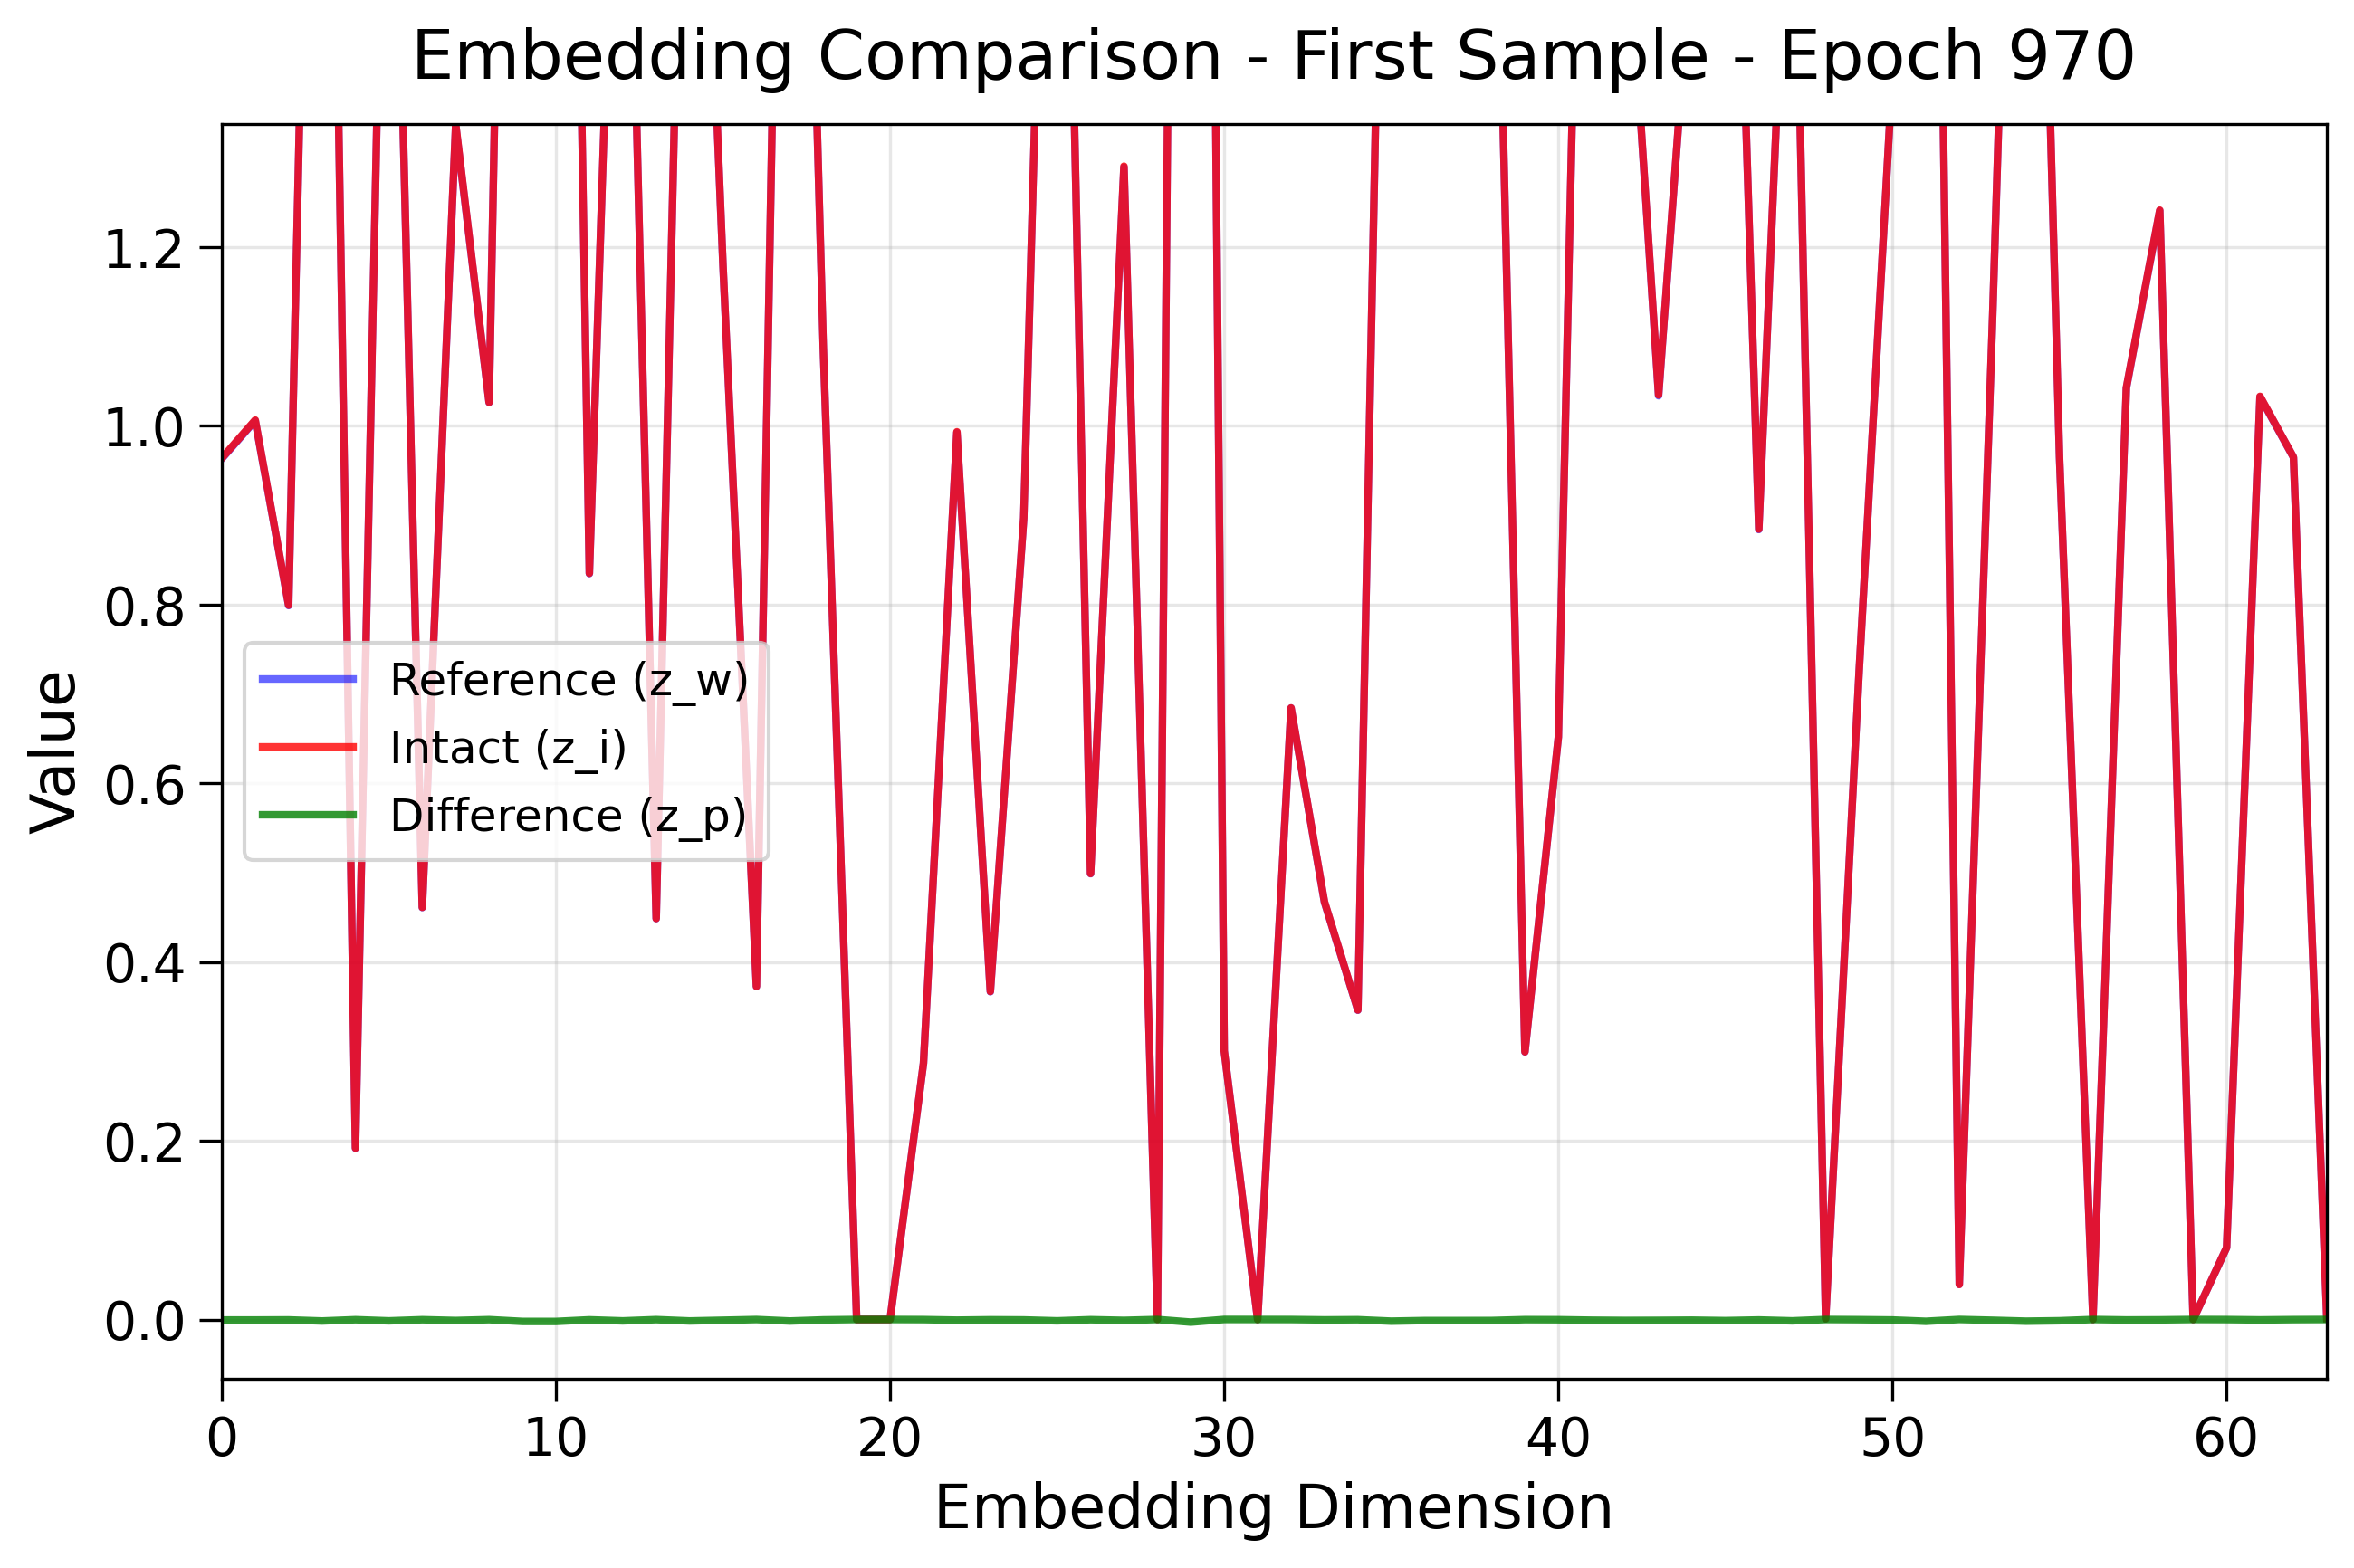 Embedding Comparison - First Sample - Epoch 970
1.2
1.0
0.8
0.6
0.4
0.2
0.0
Value
Reference (z_w)
Intact (z_i)
Difference (z_p)
0 10 20 30 40 50 60
Embedding Dimension